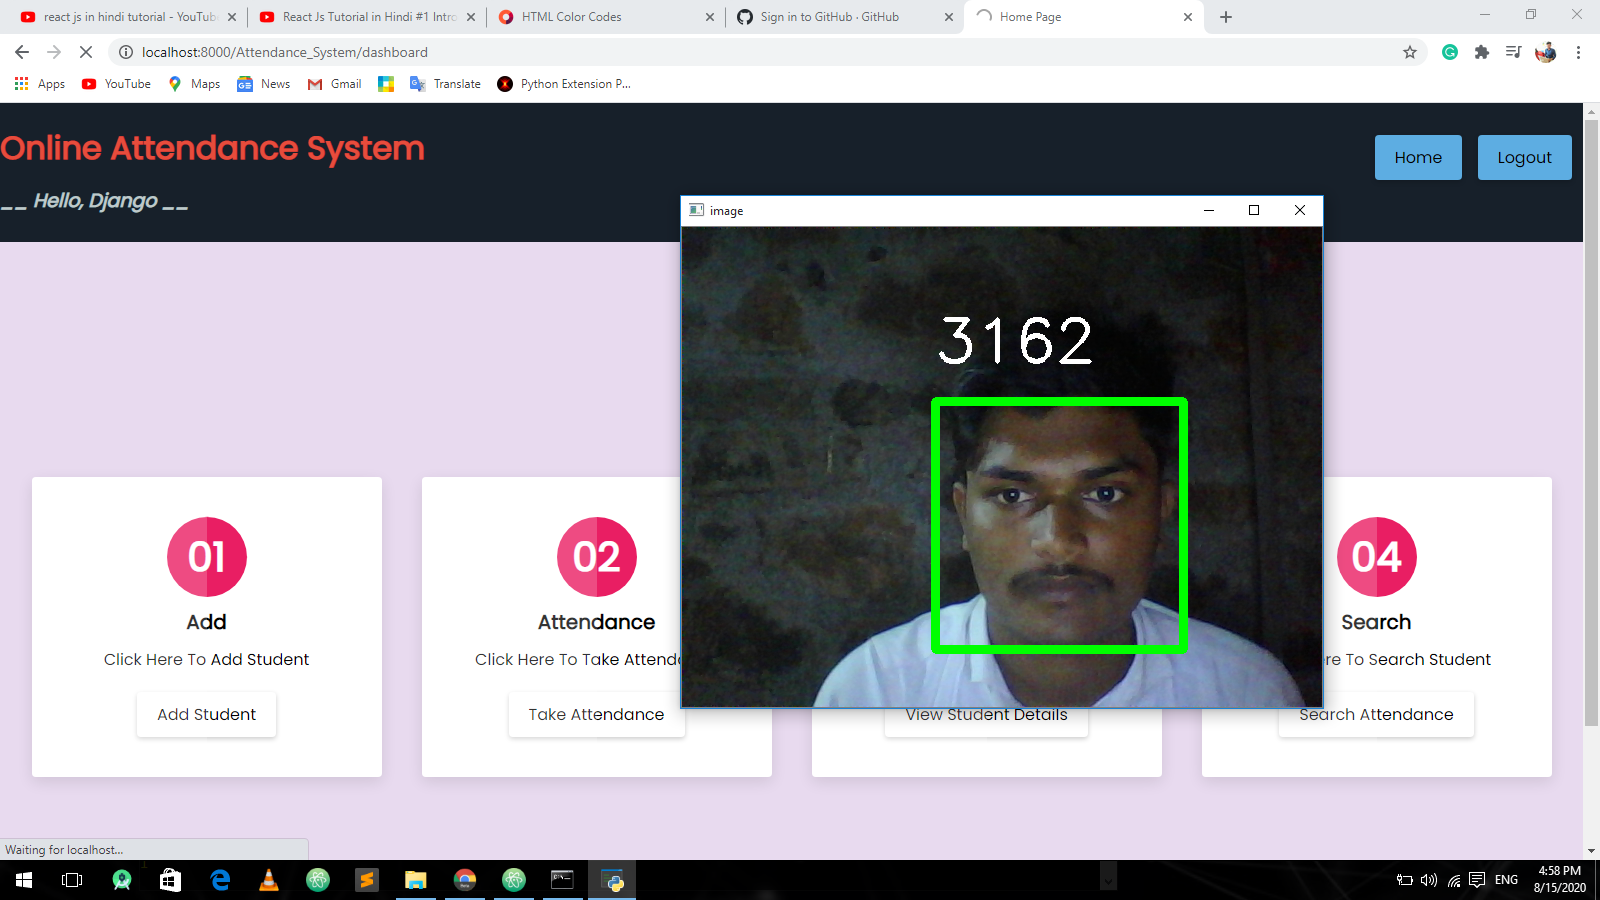 react js in hindi tutorial - YouTub
React Js Tutorial in Hindi #1 Intro
HTML Color Codes
Sign in to GitHub · GitHub
Home Page
localhost:8000/Attendance_System/dashboard
Apps
YouTube
Maps
News
Gmail
Translate
Python Extension P...
Online Attendance System
Home
Logout
__ Hello, Django __
image
3162
01
02
04
Add
Attendance
Search
Click Here To Add Student
Click Here To Take Attend
re To Search Student
Add Student
Take Attendance
View Student Details
Search Attendance
Waiting for localhost...
ENG
4:58 PM
8/15/2020